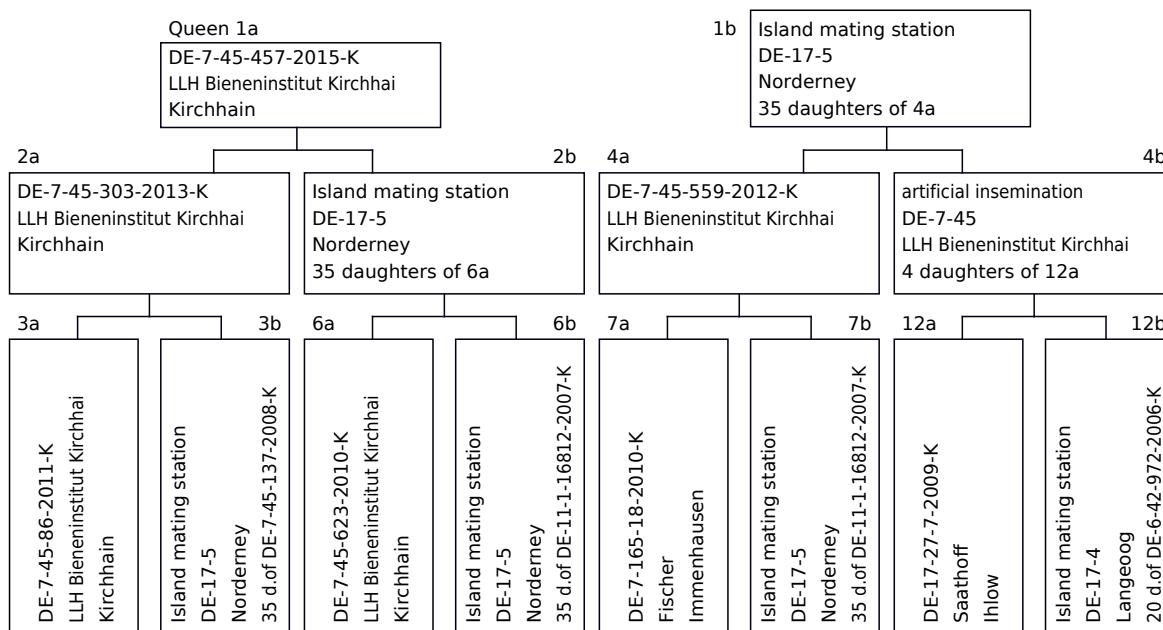 Queen 1a
DE-7-45-457-2015-K
LLH Bieneninstitut Kirchhai
Kirchhain
1b
Island mating station
DE-17-5
Norderney
35 daughters of 4a
2a
DE-7-45-303-2013-K
LLH Bieneninstitut Kirchhai
Kirchhain
2b
Island mating station
DE-17-5
Norderney
35 daughters of 6a
4a
DE-7-45-559-2012-K
LLH Bieneninstitut Kirchhai
Kirchhain
4b
artificial insemination
DE-7-45
LLH Bieneninstitut Kirchhai
4 daughters of 12a
3a
DE-7-45-86-2011-K
LLH Bieneninstitut Kirchhai
Kirchhain
3b
Island mating station
DE-17-5
Norderney
35 d.of DE-7-45-137-2008-K
6a
DE-7-45-623-2010-K
LLH Bieneninstitut Kirchhai
Kirchhain
6b
Island mating station
DE-17-5
Norderney
35 d.of DE-11-1-16812-2007-K
7a
DE-7-165-18-2010-K
Fischer
Immenhausen
7b
Island mating station
DE-17-5
Norderney
35 d.of DE-11-1-16812-2007-K
12a
DE-17-27-7-2009-K
Saathoff
Ihlow
12b
Island mating station
DE-17-4
Langeoog
20 d.of DE-6-42-972-2006-K